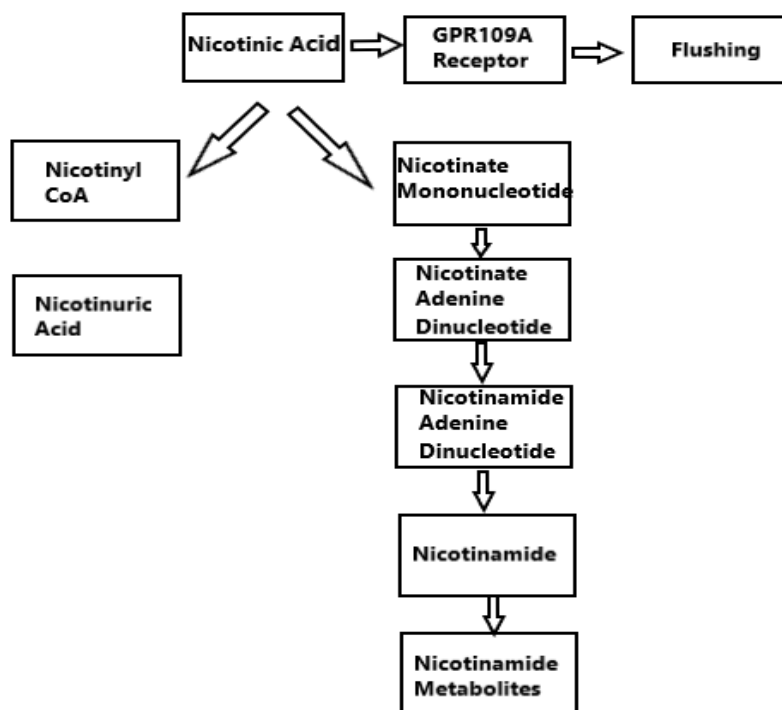 Nicotinic Acid
GPR109A
Receptor
Flushing
Nicotinyl
CoA
Nicotinate
Mononucleotide
Nicotinuric
Acid
Nicotinate
Adenine
Dinucleotide
Nicotinamide
Adenine
Dinucleotide
Nicotinamide
Nicotinamide
Metabolites